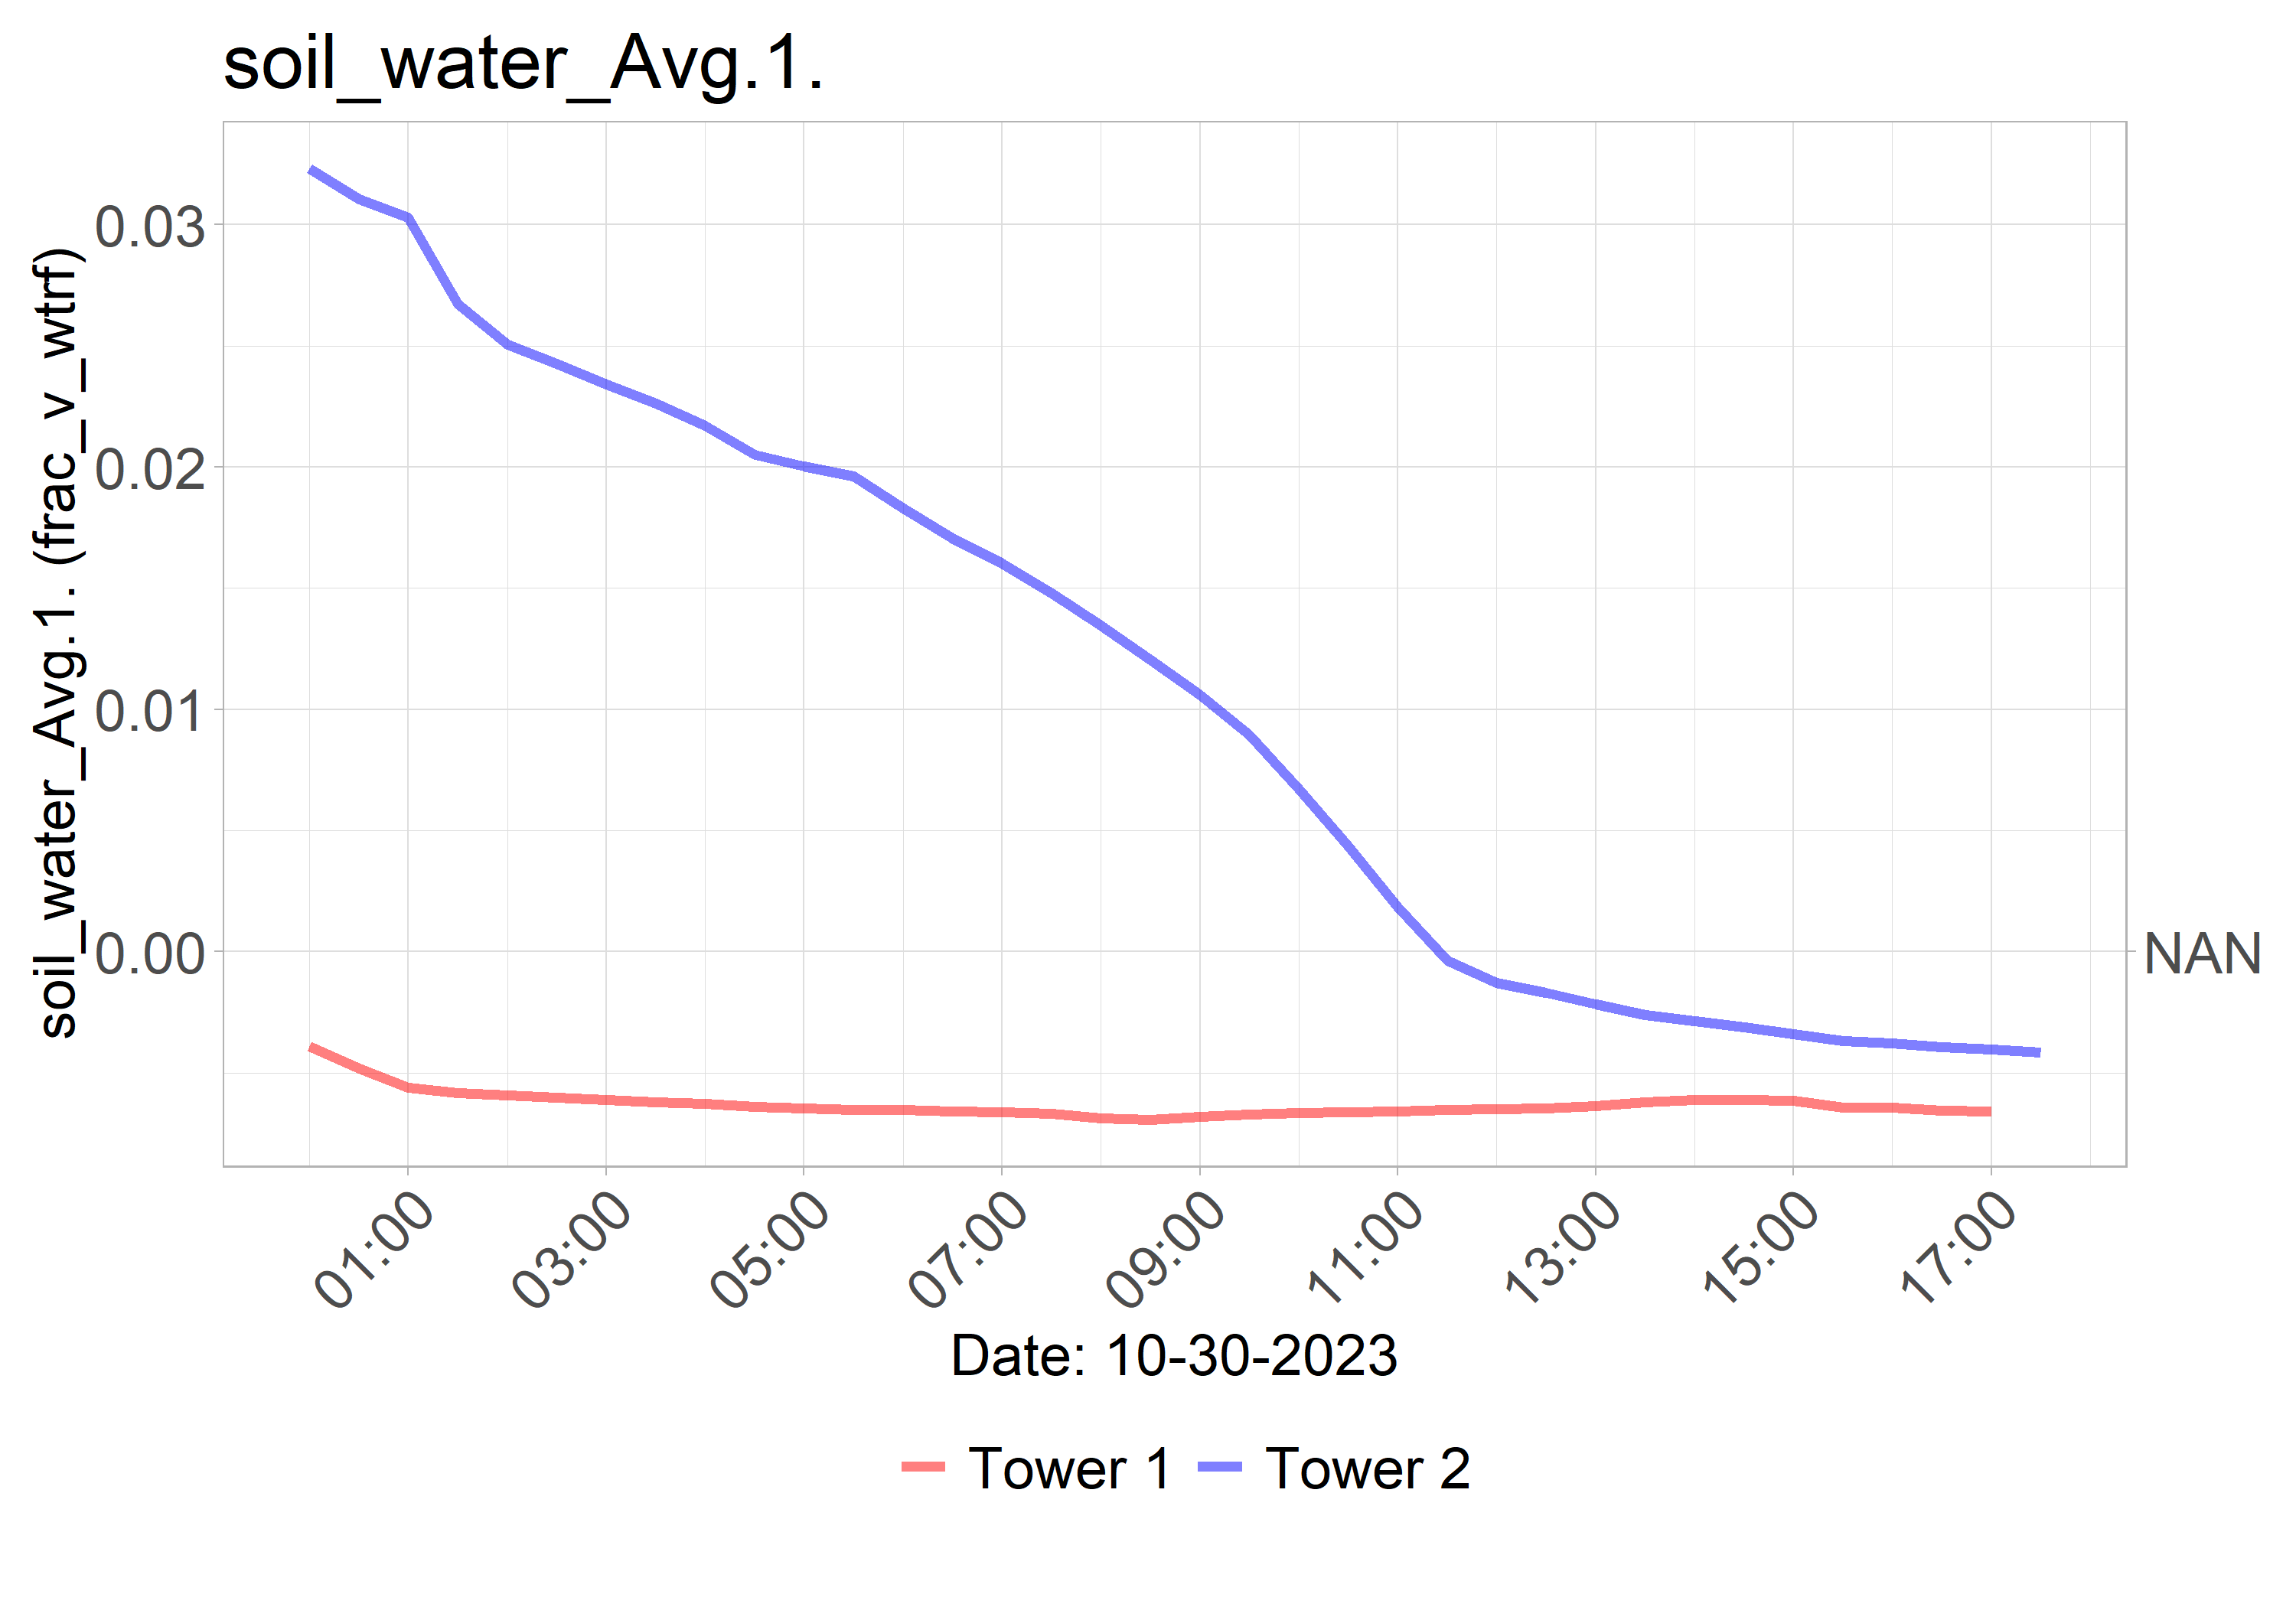 soil_water_Avg.1.
soil_water_Avg.1. (frac_v_wtrf)
0.03
0.02
0.01
0.00
NAN
01:00
03:00
05:00
07:00
09:00
11:00
13:00
15:00
17:00
Date: 10-30-2023
Tower 1
Tower 2